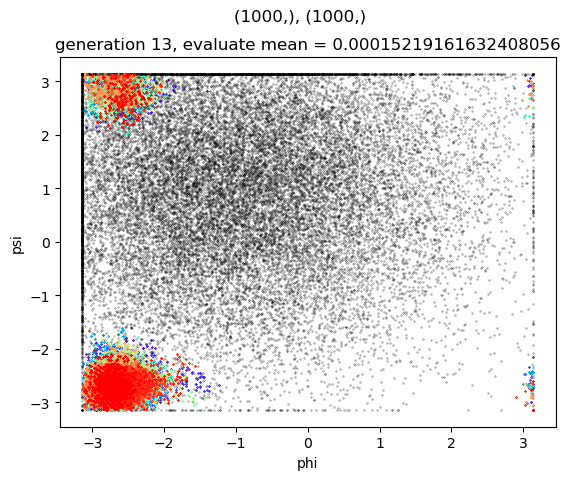 (1000,), (1000,)
generation 13, evaluate mean = 0.00015219161632408056
3
2
1
0
−1
−2
−3
psi
−3 −2 −1 0 1 2 3
phi